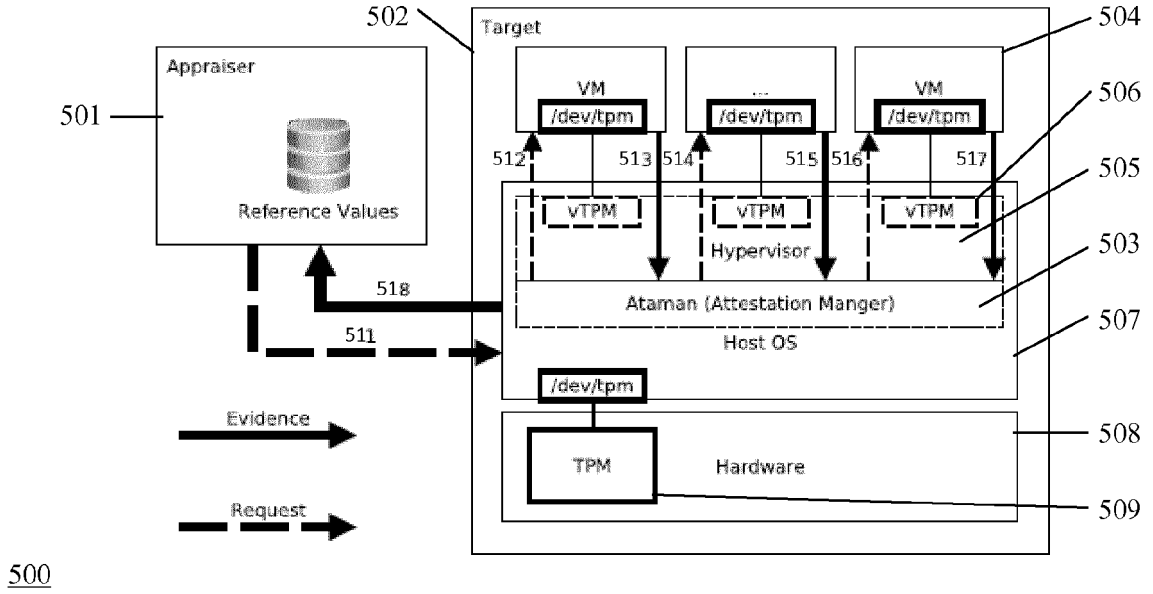 502
Target
504
Appraiser
501
VM
...
VM
506
/dev/tpm
/dev/tpm
/dev/tpm
512
513
514
515
516
517
505
Reference Values
vTPM
vTPM
vTPM
Hypervisor
503
518
Ataman (Attestation Manger)
507
511
Host OS
/dev/tpm
Evidence
508
TPM
Hardware
Request
509
500